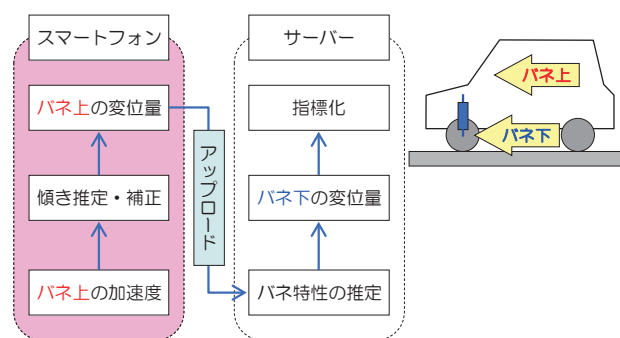 スマートフォン
バネ上の変位量
傾き推定・補正
バネ上の加速度
アップロード
サーバー
指標化
バネ下の変位量
バネ特性の推定
バネ上
バネ下